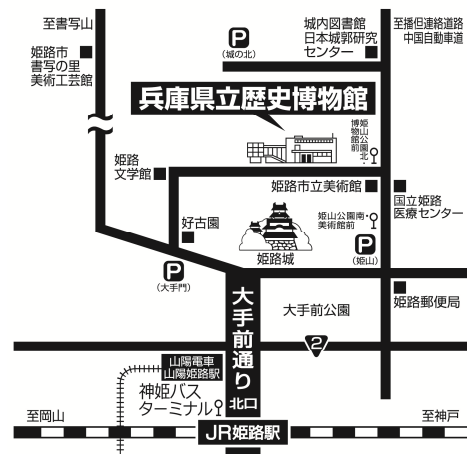 至書写山
姫路市
書写の里
美術工芸館
P
(城の北)
城内図書館
日本城郭研究
センター
至播但連絡道路
中国自動車道
兵庫県立歴史博物館
姫山公園北・
博物館前
姫路
文学館
姫路市立美術館
国立姫路
医療センター
好古園
姫路城
姫山公園南・
美術館前
P
(姫山)
P
(大手門)
大手前通り
北口
大手前公園
姫路郵便局
2
山陽電車
山陽姫路駅
神姫バス
ターミナル
至岡山
JR姫路駅
至神戸